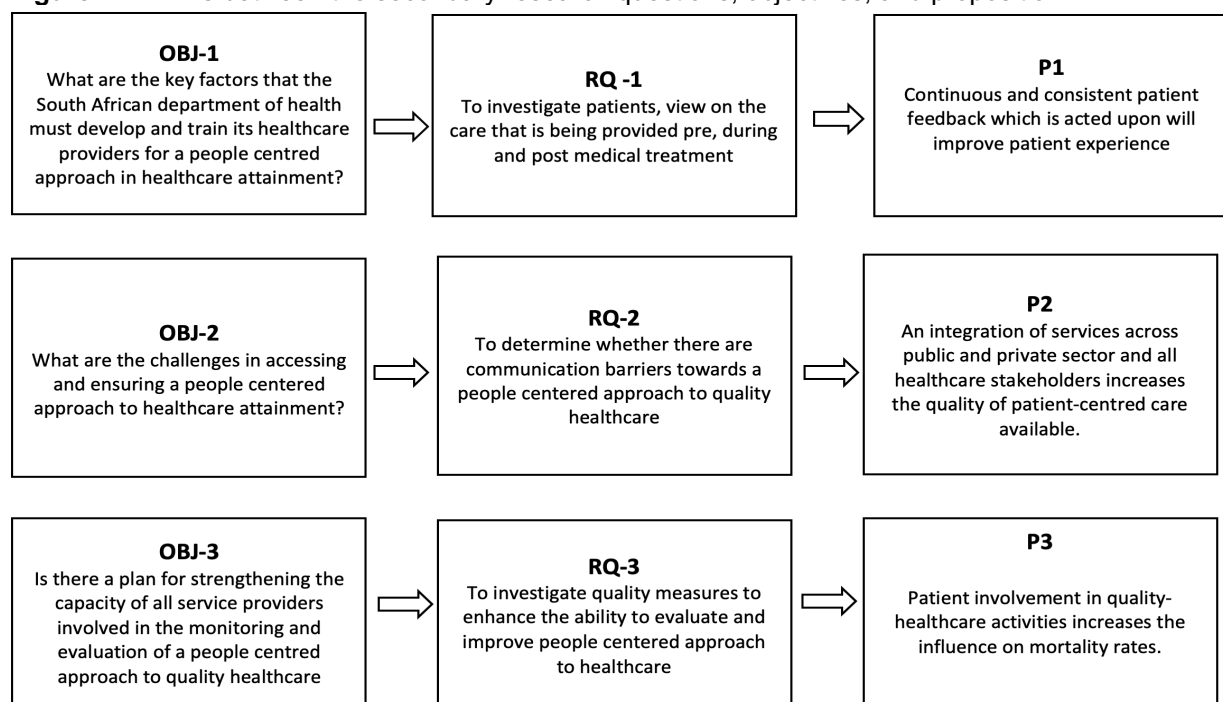 OBJ-1
What are the key factors that the
South African department of health
must develop and train its healthcare
providers for a people centred
approach in healthcare attainment?
RQ -1
To investigate patients, view on the
care that is being provided pre, during
and post medical treatment
P1
Continuous and consistent patient
feedback which is acted upon will
improve patient experience
OBJ-2
What are the challenges in accessing
and ensuring a people centered
approach to healthcare attainment?
RQ-2
To determine whether there are
communication barriers towards a
people centered approach to quality
healthcare
P2
An integration of services across
public and private sector and all
healthcare stakeholders increases
the quality of patient-centred care
available.
OBJ-3
Is there a plan for strengthening the
capacity of all service providers
involved in the monitoring and
evaluation of a people centred
approach to quality healthcare
RQ-3
To investigate quality measures to
enhance the ability to evaluate and
improve people centered approach
to healthcare
P3
Patient involvement in quality-
healthcare activities increases the
influence on mortality rates.